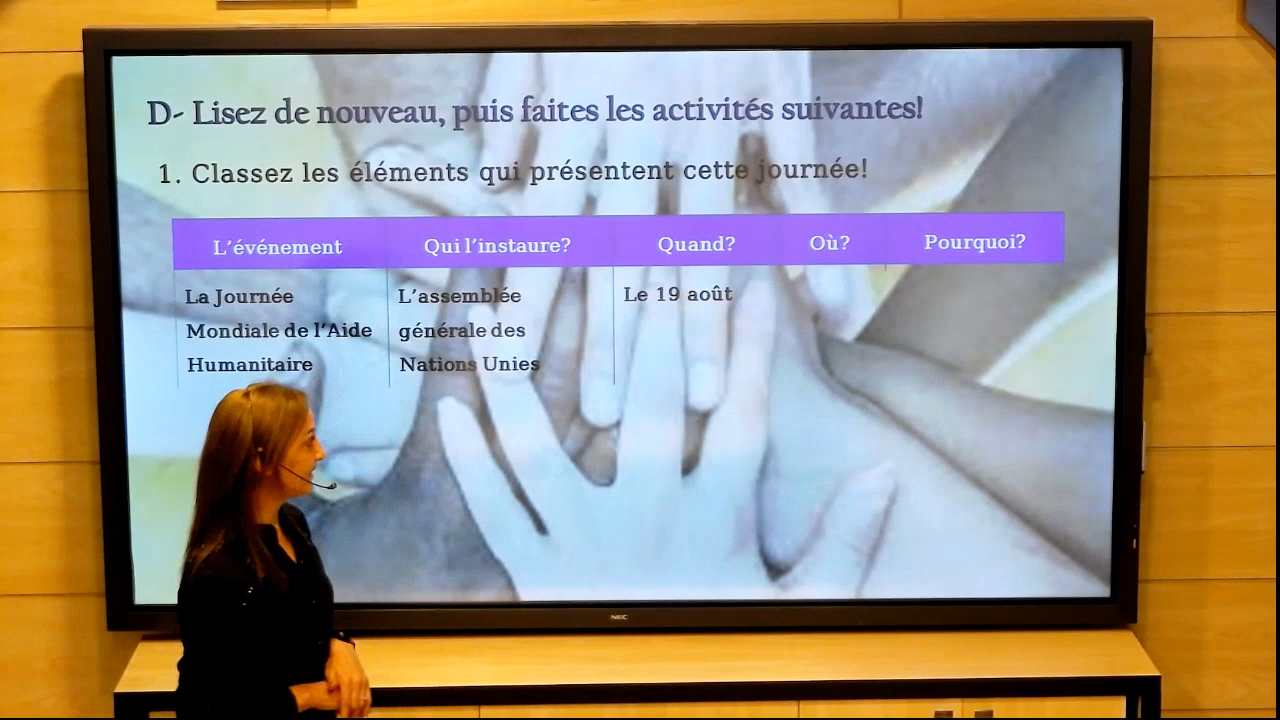 D- Lisez de nouveau, puis faites les activités suivantes!
1. Classez les éléments qui présentent cette journée!
L'événement Qui l'instaure? Quand? Où? Pourquoi?
La Journée L'assemblée Le 19 août
Mondiale de l'Aide générale des
Humanitaire Nations Unies
NEC